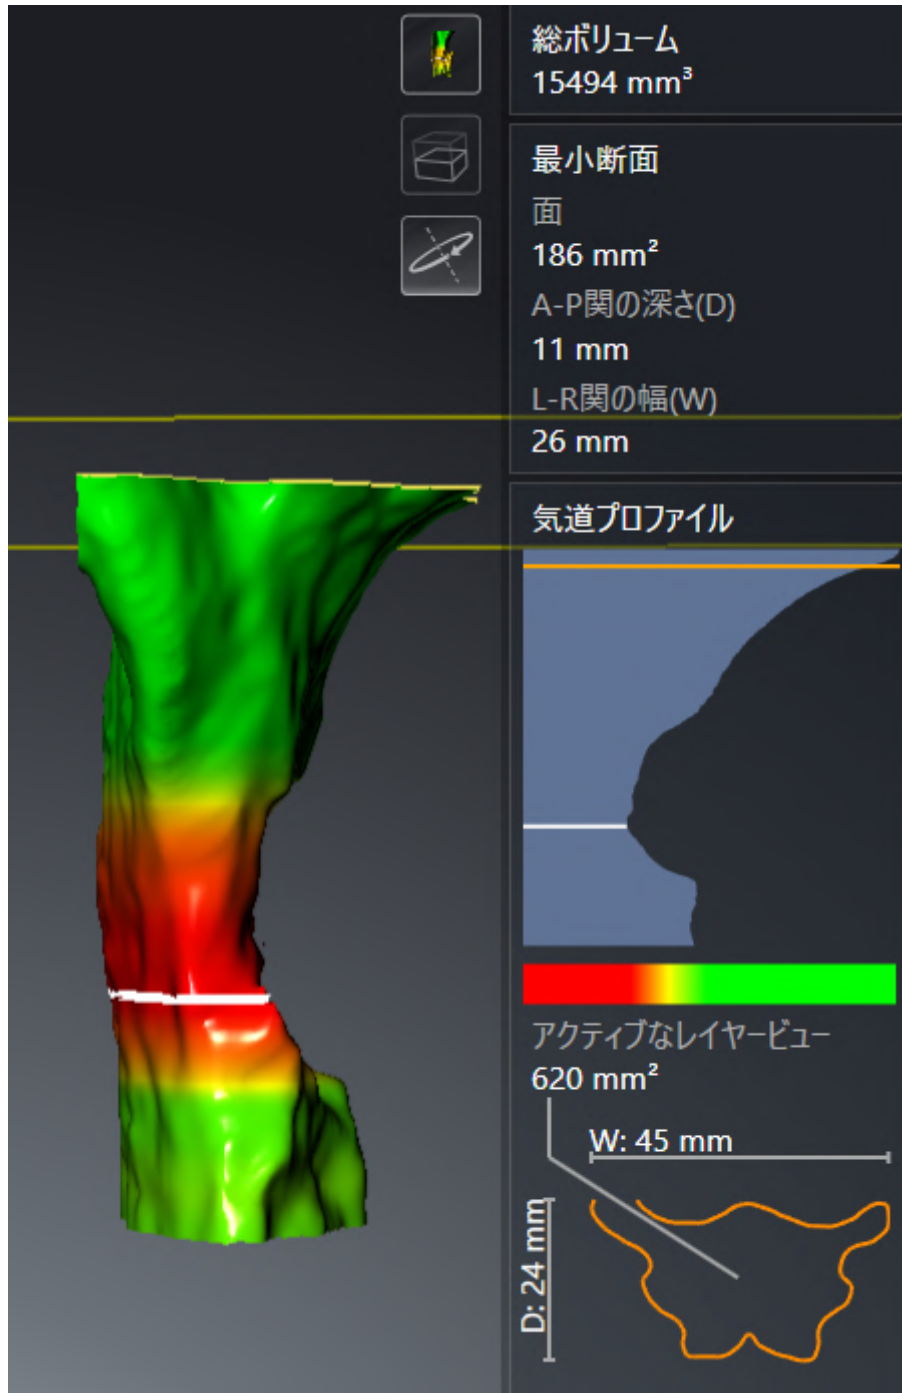 総ボリューム
15494 mm³
最小断面
面
186 mm²
A-P関の深さ(D)
11 mm
L-R関の幅(W)
26 mm
気道プロファイル
アクティブなレイヤービュー
620 mm²
W: 45 mm
D: 24 mm